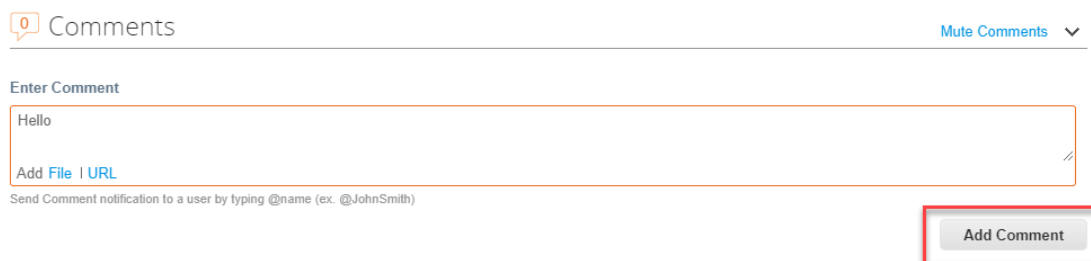 0 Comments
Mute Comments
Enter Comment
Hello
Add File | URL
Send Comment notification to a user by typing @name (ex. @JohnSmith)
Add Comment